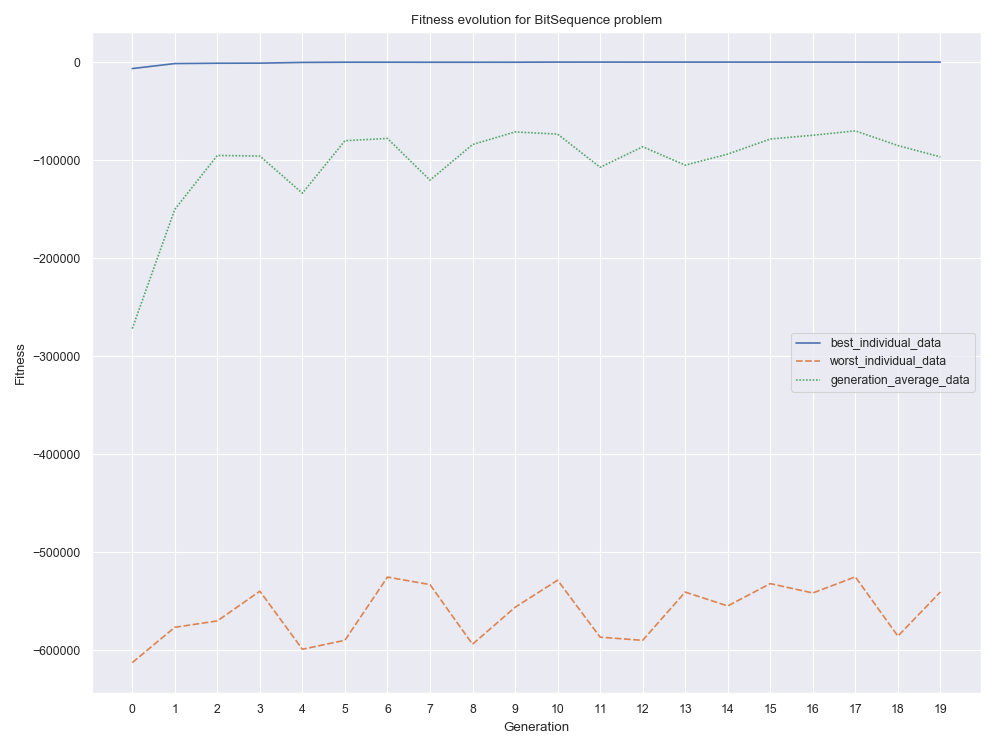 Fitness evolution for BitSequence problem
0
−100000
−200000
−300000
−400000
−500000
−600000
Fitness
best_individual_data
worst_individual_data
generation_average_data
0 1 2 3 4 5 6 7 8 9 10 11 12 13 14 15 16 17 18 19
Generation